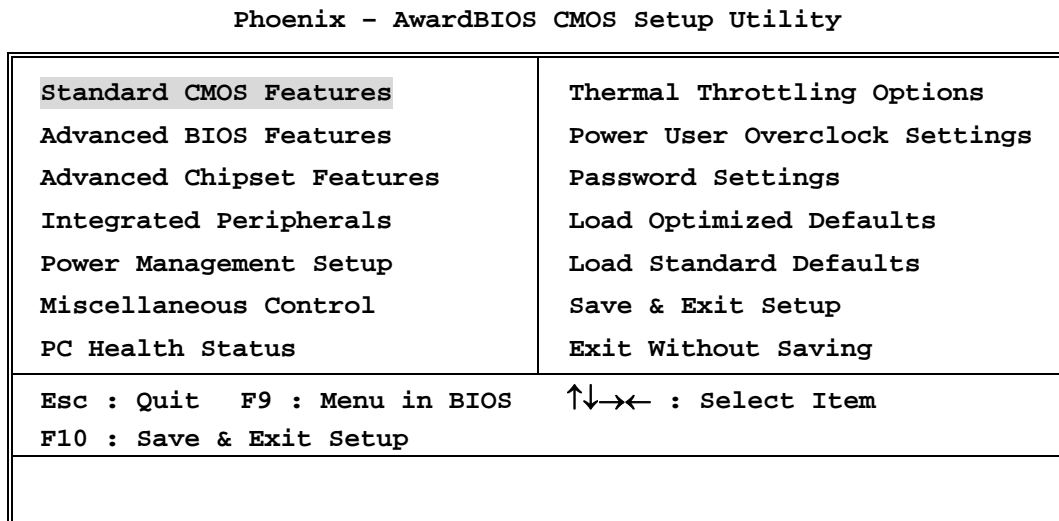 Phoenix – AwardBIOS CMOS Setup Utility
Standard CMOS Features
Advanced BIOS Features
Advanced Chipset Features
Integrated Peripherals
Power Management Setup
Miscellaneous Control
PC Health Status
Thermal Throttling Options
Power User Overclock Settings
Password Settings
Load Optimized Defaults
Load Standard Defaults
Save & Exit Setup
Exit Without Saving
Esc : Quit F9 : Menu in BIOS ↑↓→← : Select Item
F10 : Save & Exit Setup